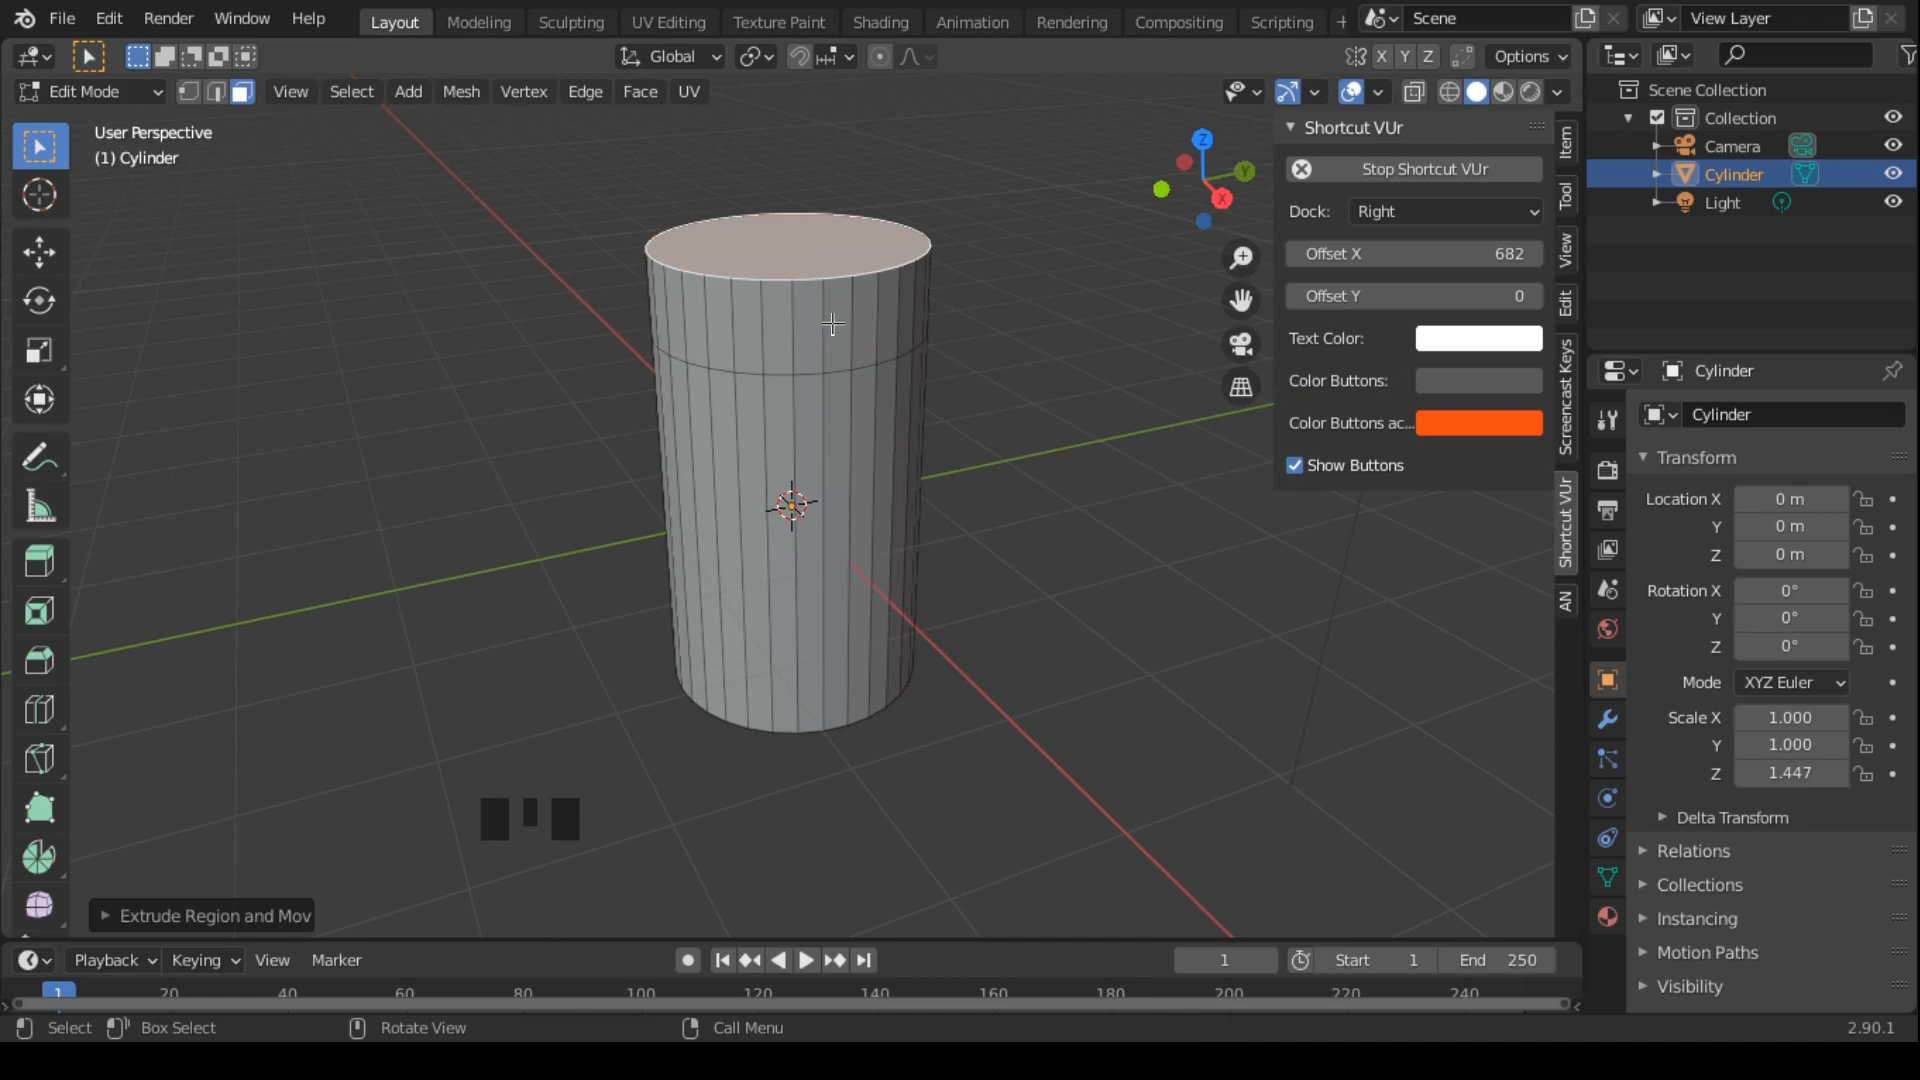 File Edit Render Window Help Layout Modeling Sculpting UV Editing Texture Paint Shading Animation Rendering Compositing Scripting + Scene View Layer
Global X Y Z Options
Edit Mode View Select Add Mesh Vertex Edge Face UV
User Perspective
(1) Cylinder
Z
Y
X
Shortcut VUr
Stop Shortcut VUr
Dock: Right
Offset X 682
Offset Y 0
Text Color:
Color Buttons:
Color Buttons ac...
Show Buttons
Item
Tool
View
Edit
Screencast Keys
Shortcut VUr
AN
Scene Collection
Collection
Camera
Cylinder
Light
Cylinder
Cylinder
Transform
Location X 0 m
Y 0 m
Z 0 m
Rotation X 0°
Y 0°
Z 0°
Mode XYZ Euler
Scale X 1.000
Y 1.000
Z 1.447
Delta Transform
Relations
Collections
Instancing
Motion Paths
Visibility
Extrude Region and Mov
Playback Keying View Marker 1 Start 1 End 250
1 20 40 60 80 100 120 140 160 180 200 220 240
Select Box Select Rotate View Call Menu 2.90.1